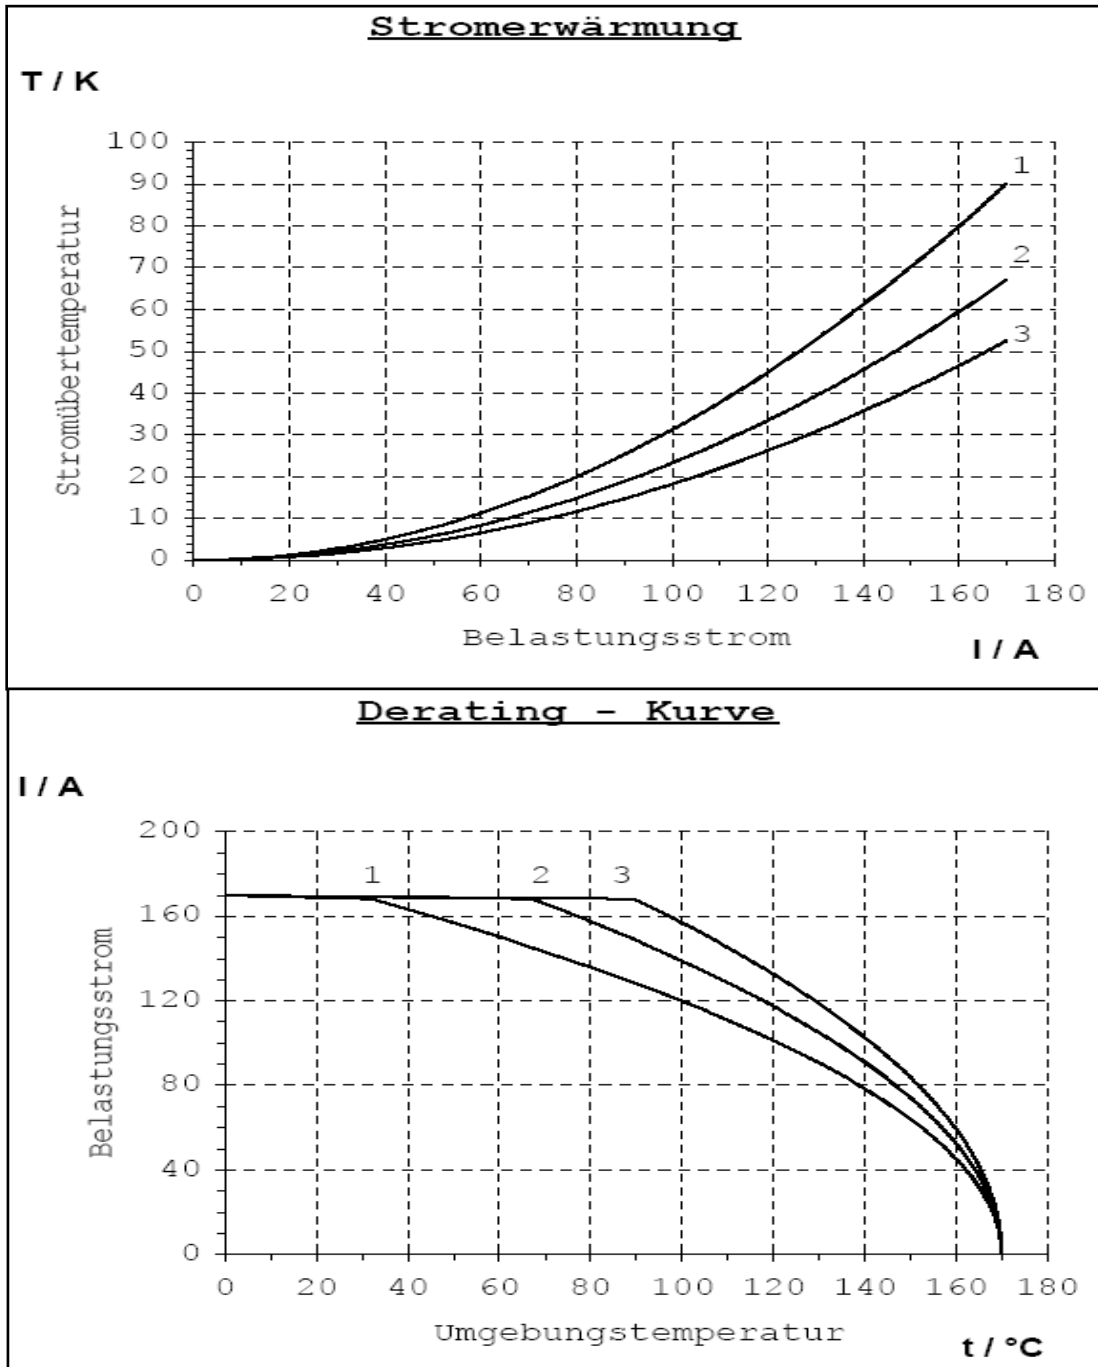 Stromerwärmung
T / K
100
90
80
70
60
50
40
30
20
10
0
Stromübertemperatur
1
2
3
0 20 40 60 80 100 120 140 160 180
Belastungsstrom
I / A
Derating - Kurve
I / A
200
160
120
80
40
0
Belastungsstrom
1 2 3
0 20 40 60 80 100 120 140 160 180
Umgebungstemperatur
t / °C